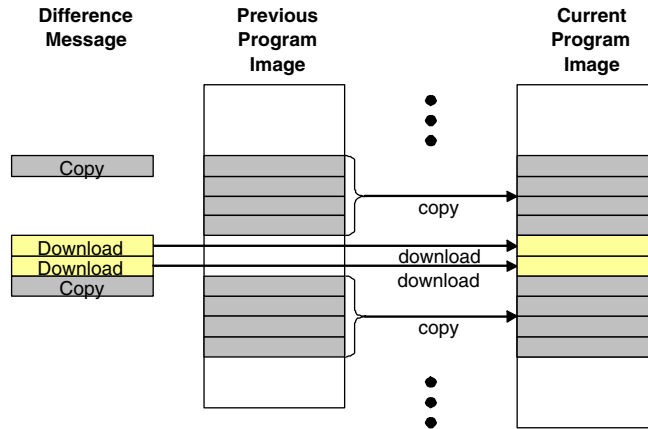 Difference
Message
Previous
Program
Image
Current
Program
Image
Copy
copy
Download
download
Download
download
Copy
copy